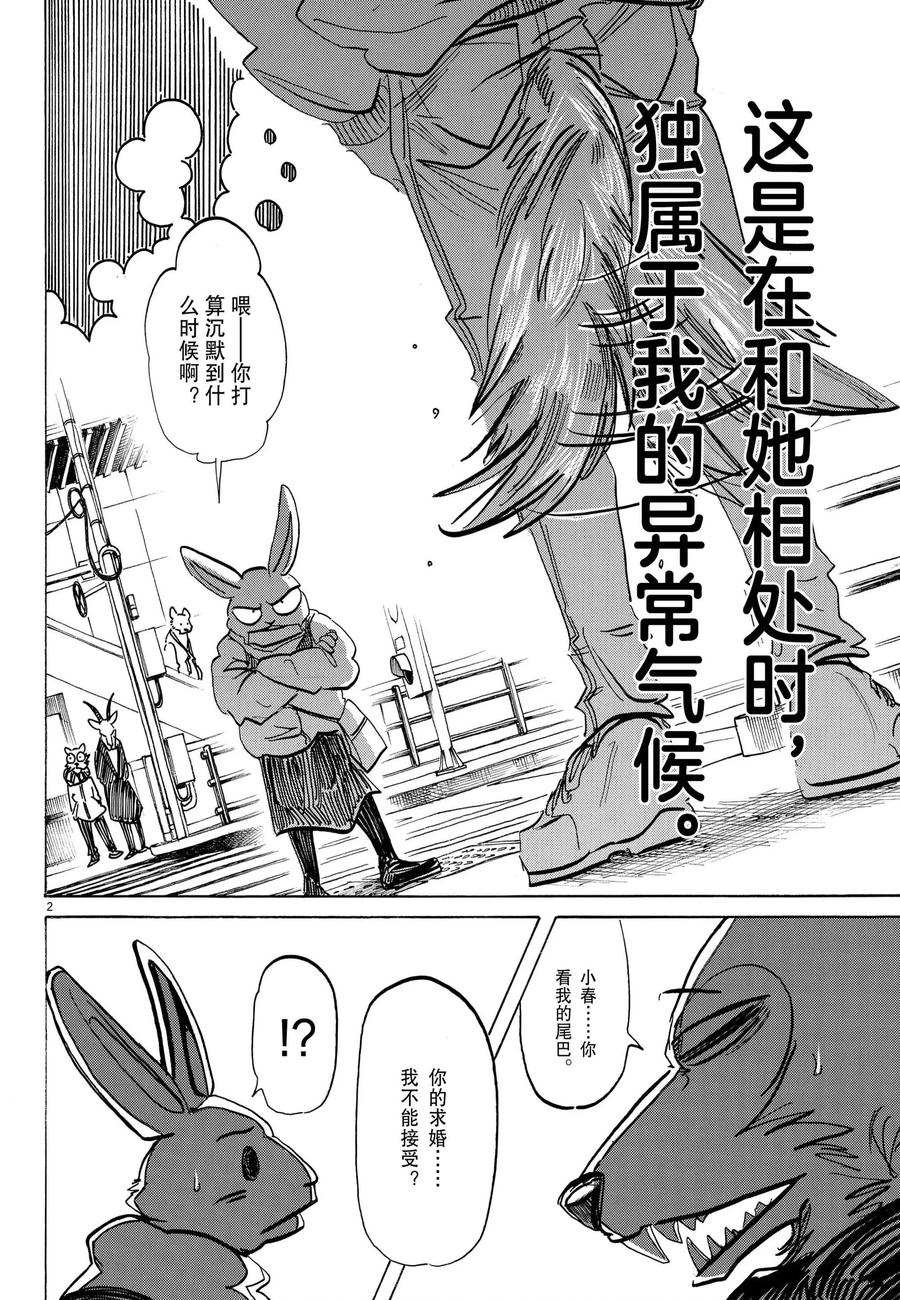 这是在和她相处时，
独属于我的异常气候。
喂——你打
算沉默到什
么时候啊？
2
小春……你
看我的尾巴。
你的求婚……
我不能接受？
!?